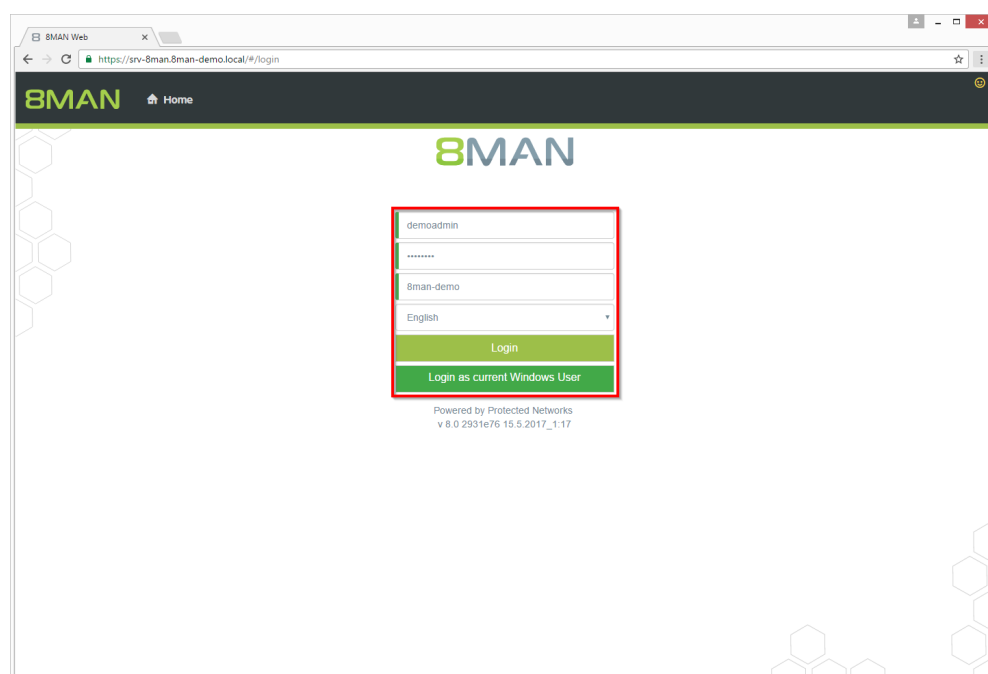 8MAN Web
https://srv-8man.8man-demo.local/#/login
8MAN Home
8MAN
demoadmin
••••••••
8man-demo
English
Login
Login as current Windows User
Powered by Protected Networks
v 8.0 2931e76 15.5.2017_1:17